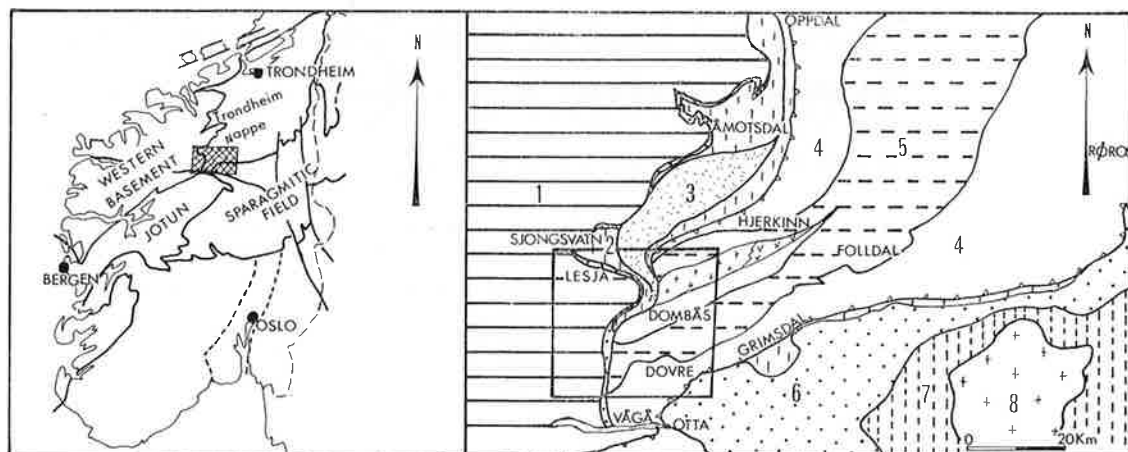 N
TRONDHEIM
Trondheim
Nappe
WESTERN
BASEMENT
JOTUN
SPARAGMITIC
FIELD
BERGEN
OSLO
OPPDAL
N
ÅMOTSDAL
4
5
RØROS
1
3
SJONGSVATN
2
HJERKINN
FOLLDAL
4
LESJA
DOMBÅS
GRIMSDAL
DOVRE
6
7
8
VÅGÅ
OTTA
0
20Km